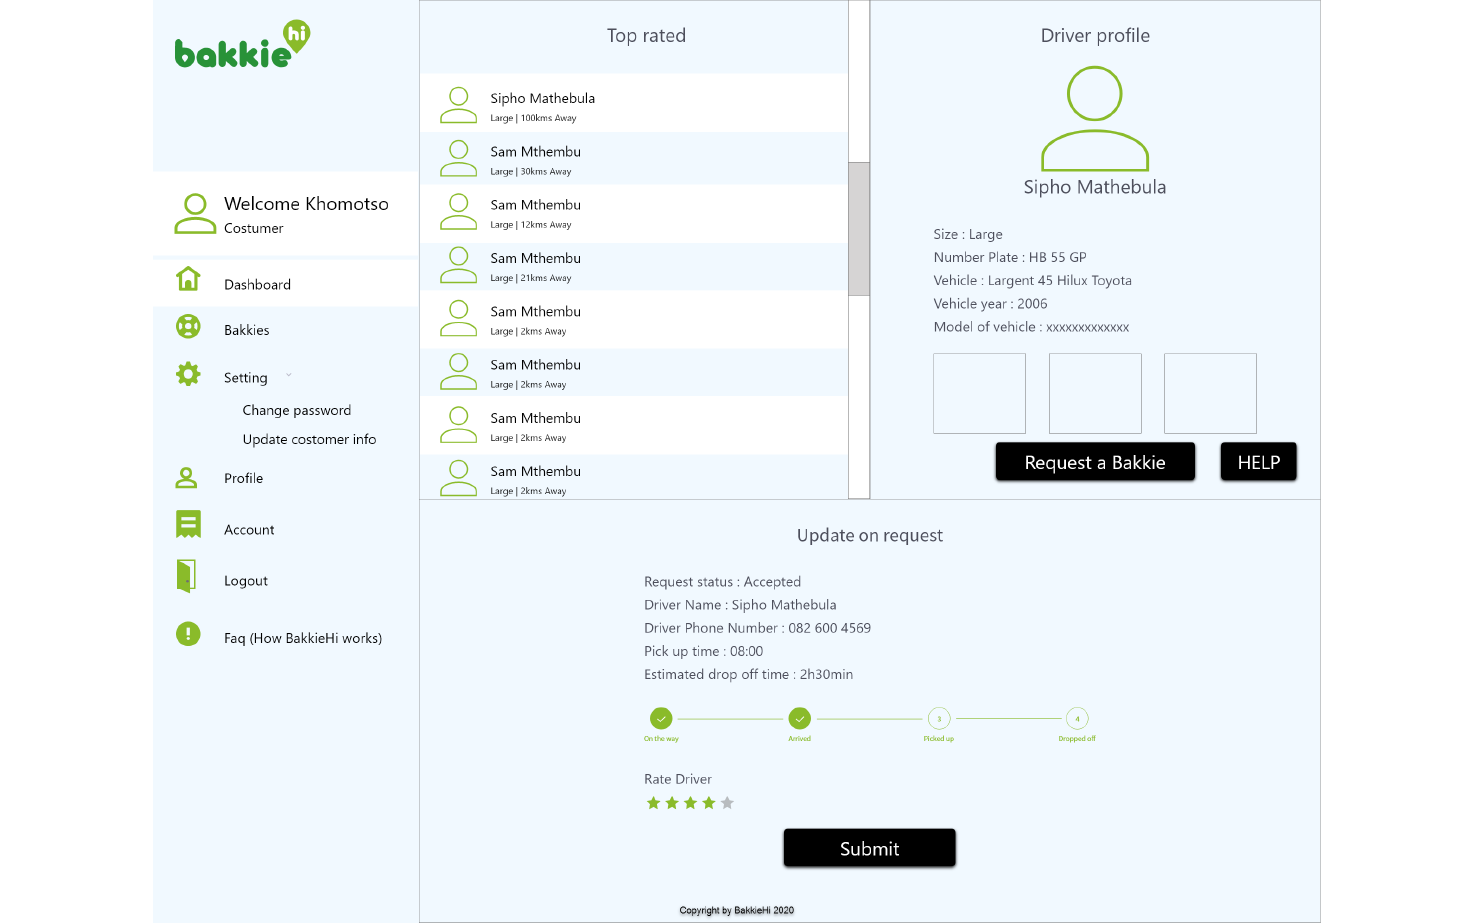 bakkie hi
Welcome Khomotso
Costumer
Dashboard
Bakkies
Setting
Change password
Update costomer info
Profile
Account
Logout
Faq (How BakkieHi works)
Top rated
Sipho Mathebula
Large | 100kms Away
Sam Mthembu
Large | 30kms Away
Sam Mthembu
Large | 12kms Away
Sam Mthembu
Large | 21kms Away
Sam Mthembu
Large | 2kms Away
Sam Mthembu
Large | 2kms Away
Sam Mthembu
Large | 2kms Away
Sam Mthembu
Large | 2kms Away
Driver profile
Sipho Mathebula
Size : Large
Number Plate : HB 55 GP
Vehicle : Largent 45 Hilux Toyota
Vehicle year : 2006
Model of vehicle : xxxxxxxxxxxxx
Request a Bakkie
HELP
Update on request
Request status : Accepted
Driver Name : Sipho Mathebula
Driver Phone Number : 082 600 4569
Pick up time : 08:00
Estimated drop off time : 2h30min
3 4
On the way Arrived Picked up Dropped off
Rate Driver
Submit
Copyright by BakkieHi 2020